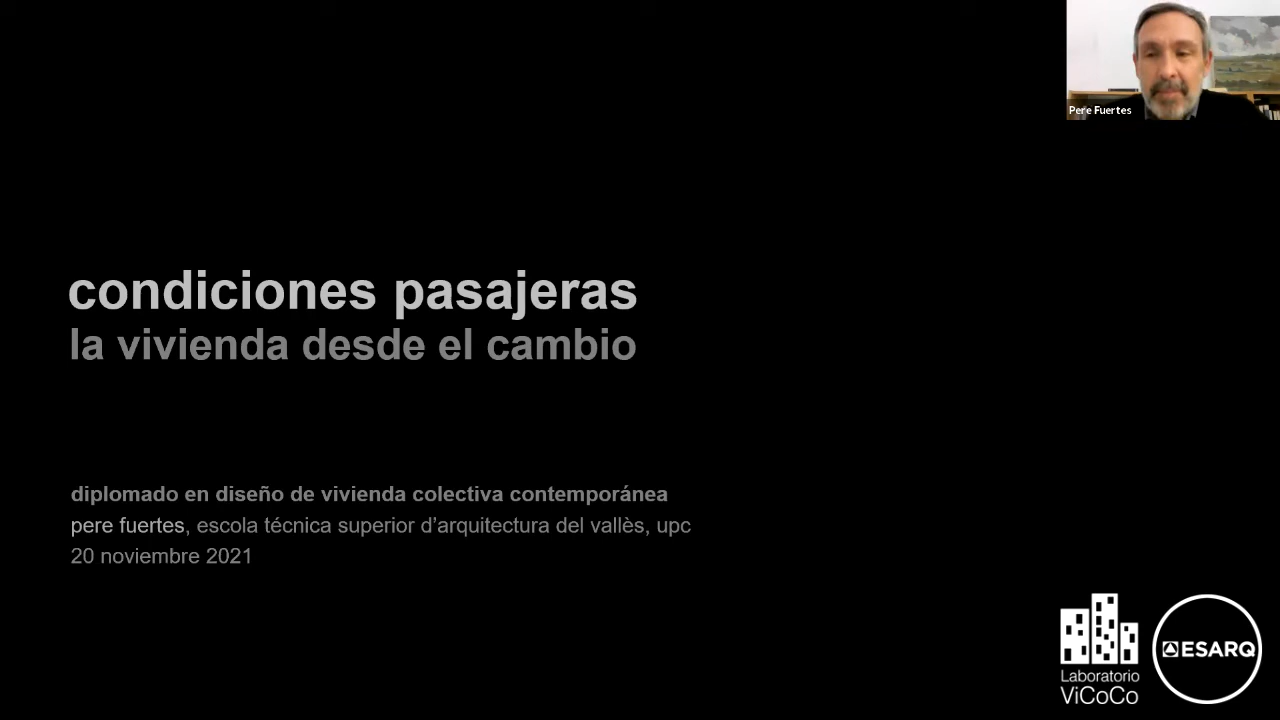 Pere Fuertes
condiciones pasajeras
la vivienda desde el cambio
diplomado en diseño de vivienda colectiva contemporánea
pere fuertes, escola técnica superior d’arquitectura del vallès, upc
20 noviembre 2021
Laboratorio
ViCoCo
ESARQ